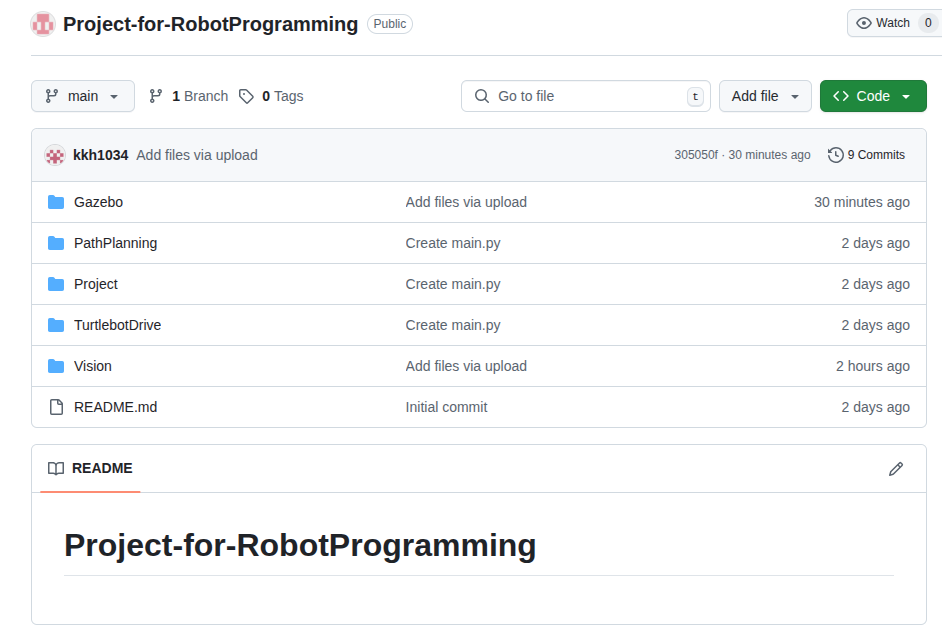 Project-for-RobotProgramming Public Watch 0
main 1 Branch 0 Tags Go to file t Add file Code
kkh1034 Add files via upload 305050f · 30 minutes ago 9 Commits
Gazebo Add files via upload 30 minutes ago
PathPlanning Create main.py 2 days ago
Project Create main.py 2 days ago
TurtlebotDrive Create main.py 2 days ago
Vision Add files via upload 2 hours ago
README.md Initial commit 2 days ago
README
Project-for-RobotProgramming